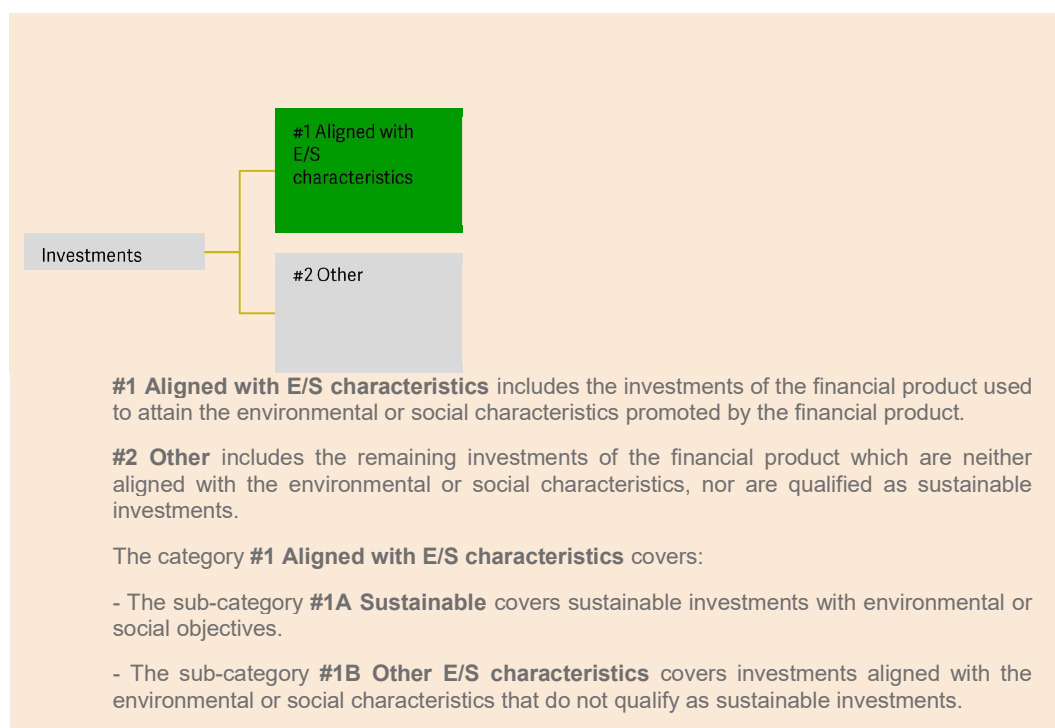 #1 Aligned with
E/S
characteristics
Investments
#2 Other
#1 Aligned with E/S characteristics includes the investments of the financial product used
to attain the environmental or social characteristics promoted by the financial product.
#2 Other includes the remaining investments of the financial product which are neither
aligned with the environmental or social characteristics, nor are qualified as sustainable
investments.
The category #1 Aligned with E/S characteristics covers:
- The sub-category #1A Sustainable covers sustainable investments with environmental or
social objectives.
- The sub-category #1B Other E/S characteristics covers investments aligned with the
environmental or social characteristics that do not qualify as sustainable investments.